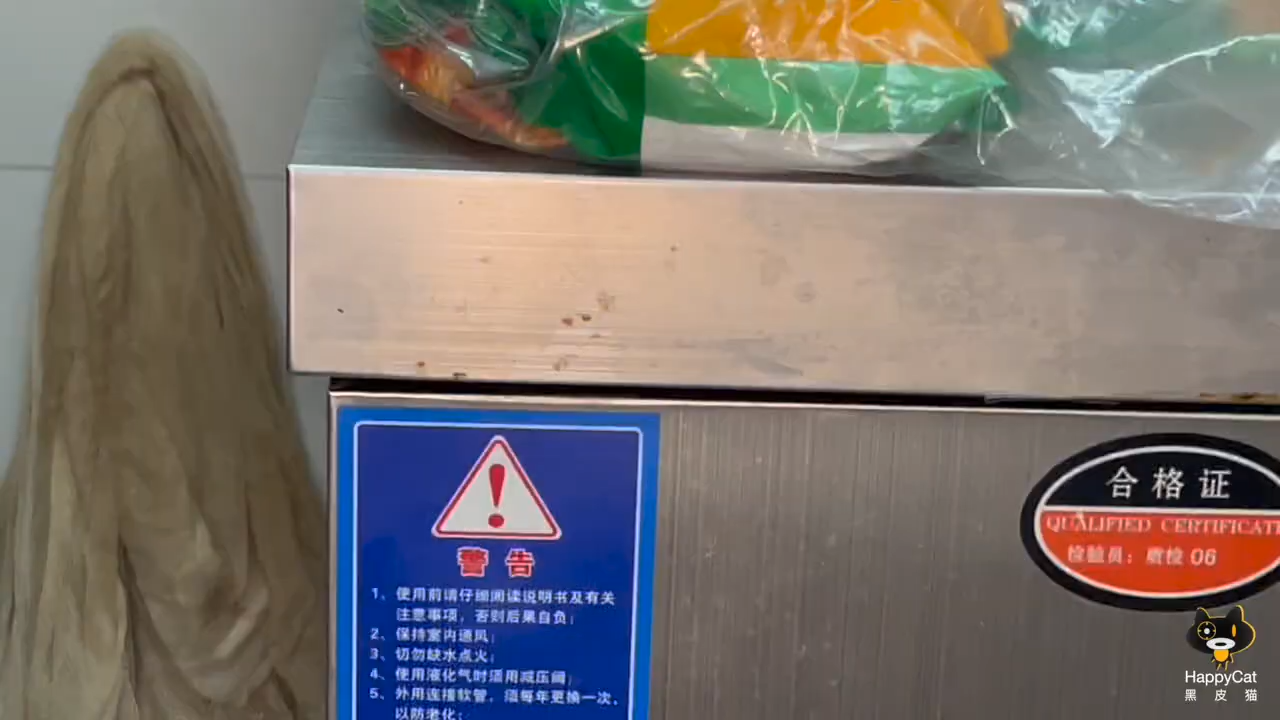 警告
1、使用前请仔细阅读说明书及有关
注意事项，否则后果自负；
2、保持室内通风；
3、切勿缺水点火；
4、使用液化气时须用减压阀；
5、外用连接软管，须每年更换一次，
以防老化；
合格证
QUALIFIED CERTIFICATE
检验员：质检 06
HappyCat
黑皮猫